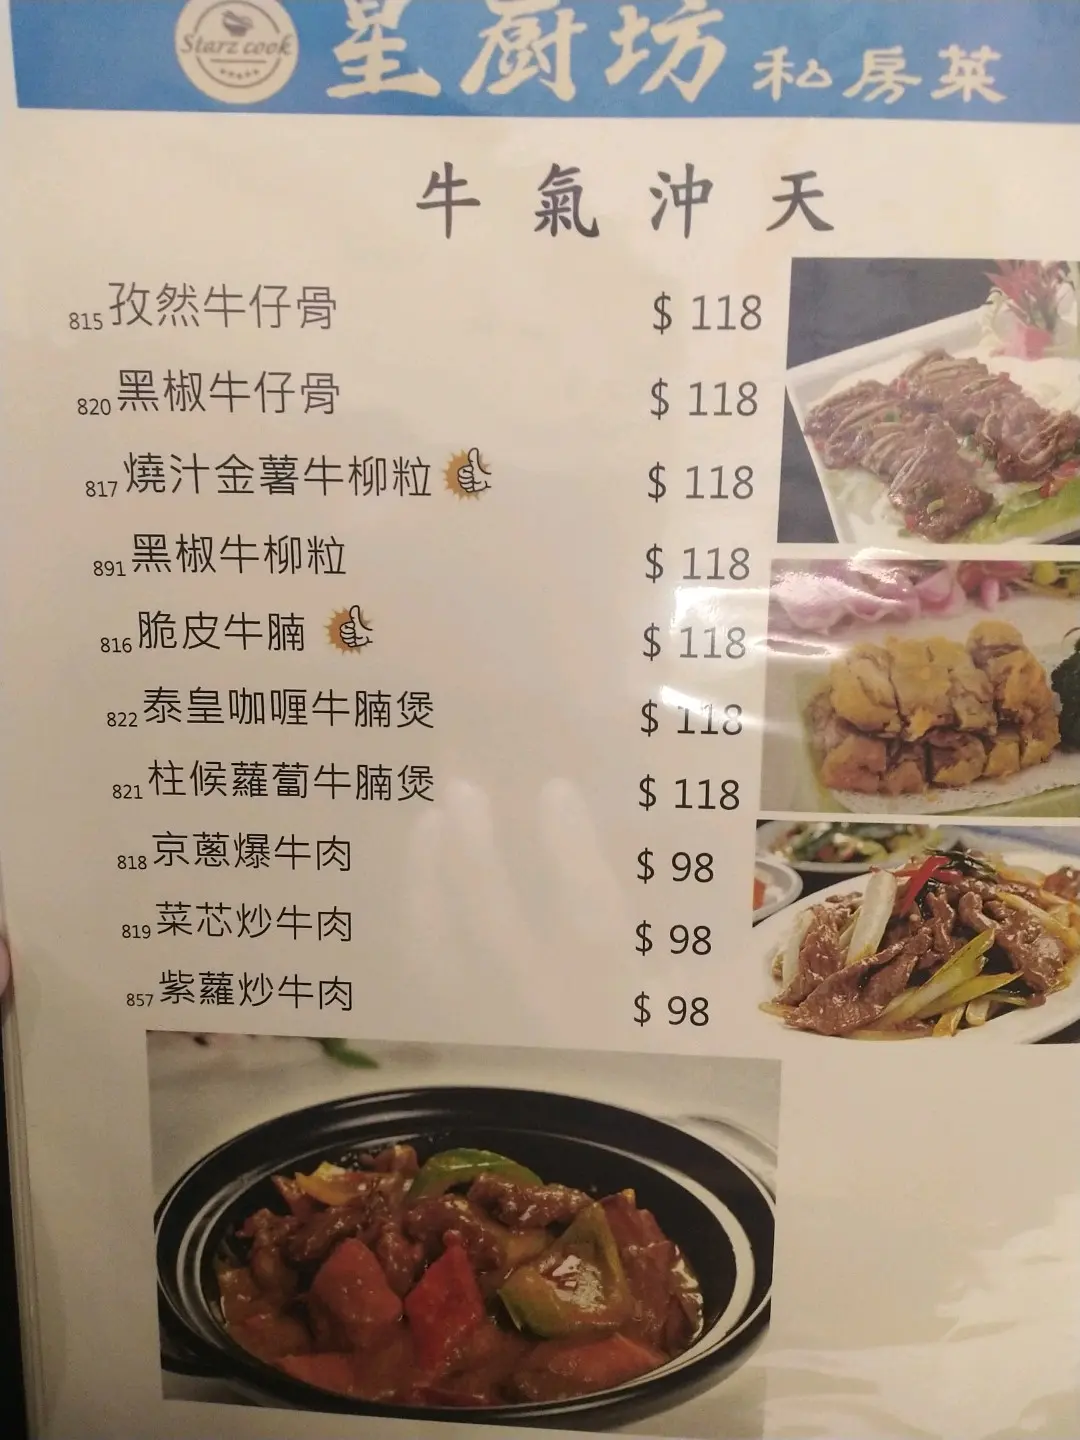 Starz cook
星厨坊 私房菜
牛氣沖天
815 孜然牛仔骨 $ 118
820 黑椒牛仔骨 $ 118
817 燒汁金薯牛柳粒 $ 118
891 黑椒牛柳粒 $ 118
816 脆皮牛腩 $ 118
822 泰皇咖喱牛腩煲 $ 118
821 柱候蘿蔔牛腩煲 $ 118
818 京蔥爆牛肉 $ 98
819 菜芯炒牛肉 $ 98
857 紫蘿炒牛肉 $ 98